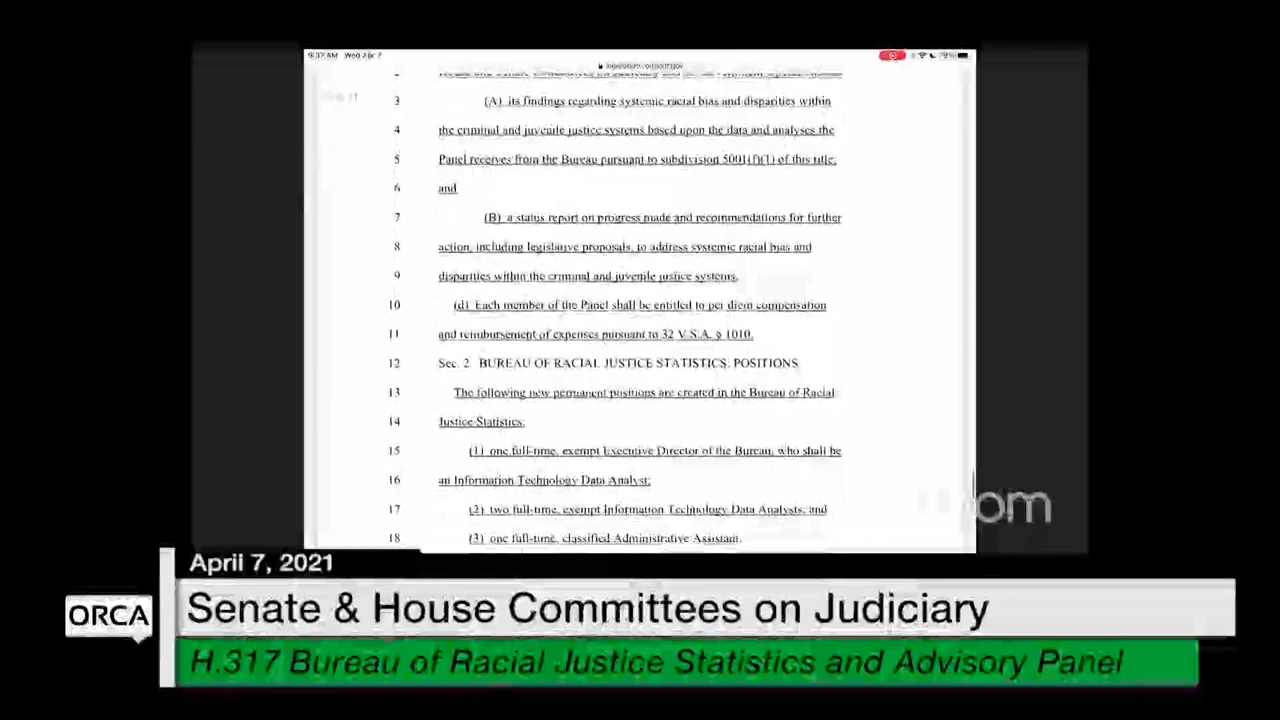 9:37 AM Wed Apr 7
legislature.vermont.gov
3 (A) its findings regarding systemic racial bias and disparities within
4 the criminal and juvenile justice systems based upon the data and analyses the
5 Panel receives from the Bureau pursuant to subdivision 5001(f)(1) of this title;
6 and
7 (B) a status report on progress made and recommendations for further
8 action, including legislative proposals, to address systemic racial bias and
9 disparities within the criminal and juvenile justice systems.
10 (d) Each member of the Panel shall be entitled to per diem compensation
11 and reimbursement of expenses pursuant to 32 V.S.A. § 1010.
12 Sec. 2. BUREAU OF RACIAL JUSTICE STATISTICS; POSITIONS
13 The following new permanent positions are created in the Bureau of Racial
14 Justice Statistics:
15 (1) one full-time, exempt Executive Director of the Bureau, who shall be
16 an Information Technology Data Analyst;
17 (2) two full-time, exempt Information Technology Data Analysts; and
18 (3) one full-time, classified Administrative Assistant.
April 7, 2021
ORCA
Senate & House Committees on Judiciary
H.317 Bureau of Racial Justice Statistics and Advisory Panel